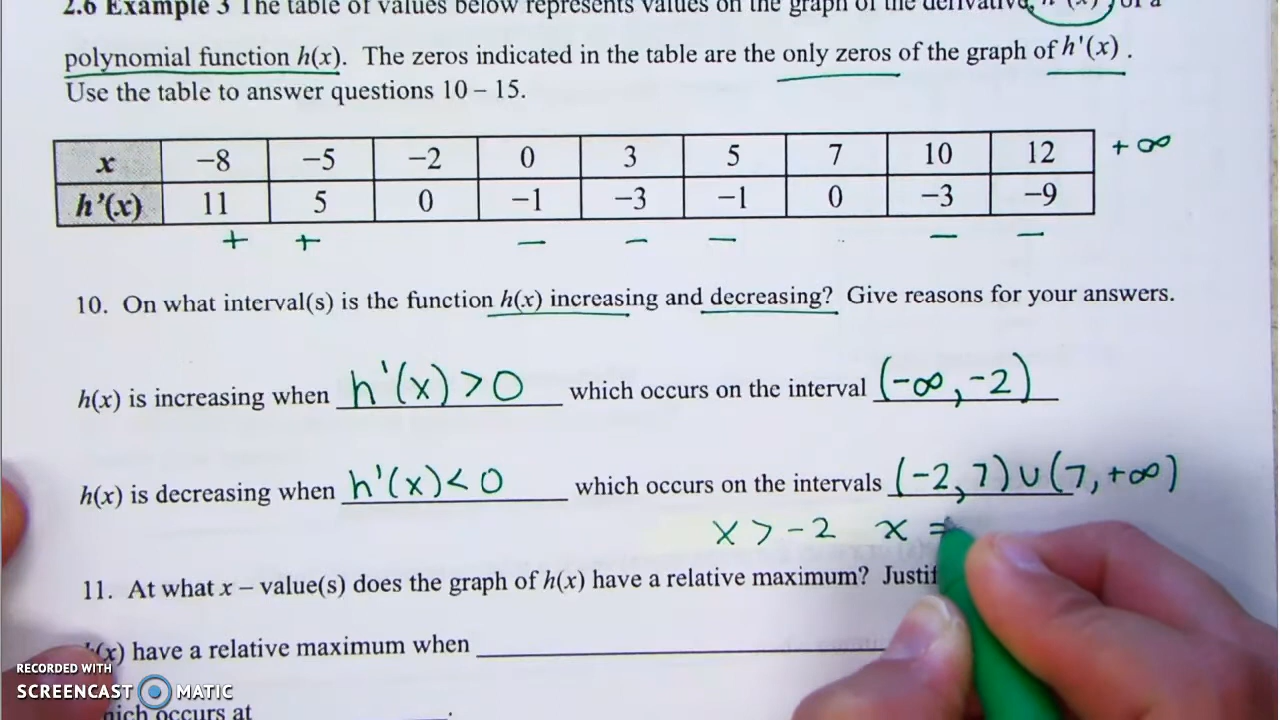 2.6 Example 3 The table of values below represents values on the graph of the derivative, h'(x), of a
polynomial function h(x). The zeros indicated in the table are the only zeros of the graph of h'(x).
Use the table to answer questions 10 – 15.
x −8 −5 −2 0 3 5 7 10 12 +∞
h'(x) 11 5 0 −1 −3 −1 0 −3 −9
+ + − − − − −
10. On what interval(s) is the function h(x) increasing and decreasing? Give reasons for your answers.
h(x) is increasing when h'(x) > 0 which occurs on the interval (-∞, -2)
h(x) is decreasing when h'(x) < 0 which occurs on the intervals (-2, 7) ∪ (7, +∞)
x > -2 x =
11. At what x – value(s) does the graph of h(x) have a relative maximum? Justif
(x) have a relative maximum when
RECORDED WITH
SCREENCAST MATIC
hich occurs at .